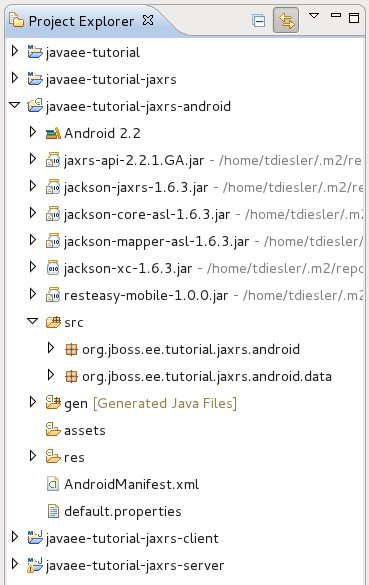 Project Explorer
javaee-tutorial
javaee-tutorial-jaxrs
javaee-tutorial-jaxrs-android
Android 2.2
jaxrs-api-2.2.1.GA.jar - /home/tdiesler/.m2/re
jackson-jaxrs-1.6.3.jar - /home/tdiesler/.m2/re
jackson-core-asl-1.6.3.jar - /home/tdiesler/.m2
jackson-mapper-asl-1.6.3.jar - /home/tdiesler/
jackson-xc-1.6.3.jar - /home/tdiesler/.m2/repo
resteasy-mobile-1.0.0.jar - /home/tdiesler/.m2
src
org.jboss.ee.tutorial.jaxrs.android
org.jboss.ee.tutorial.jaxrs.android.data
gen [Generated Java Files]
assets
res
AndroidManifest.xml
default.properties
javaee-tutorial-jaxrs-client
javaee-tutorial-jaxrs-server